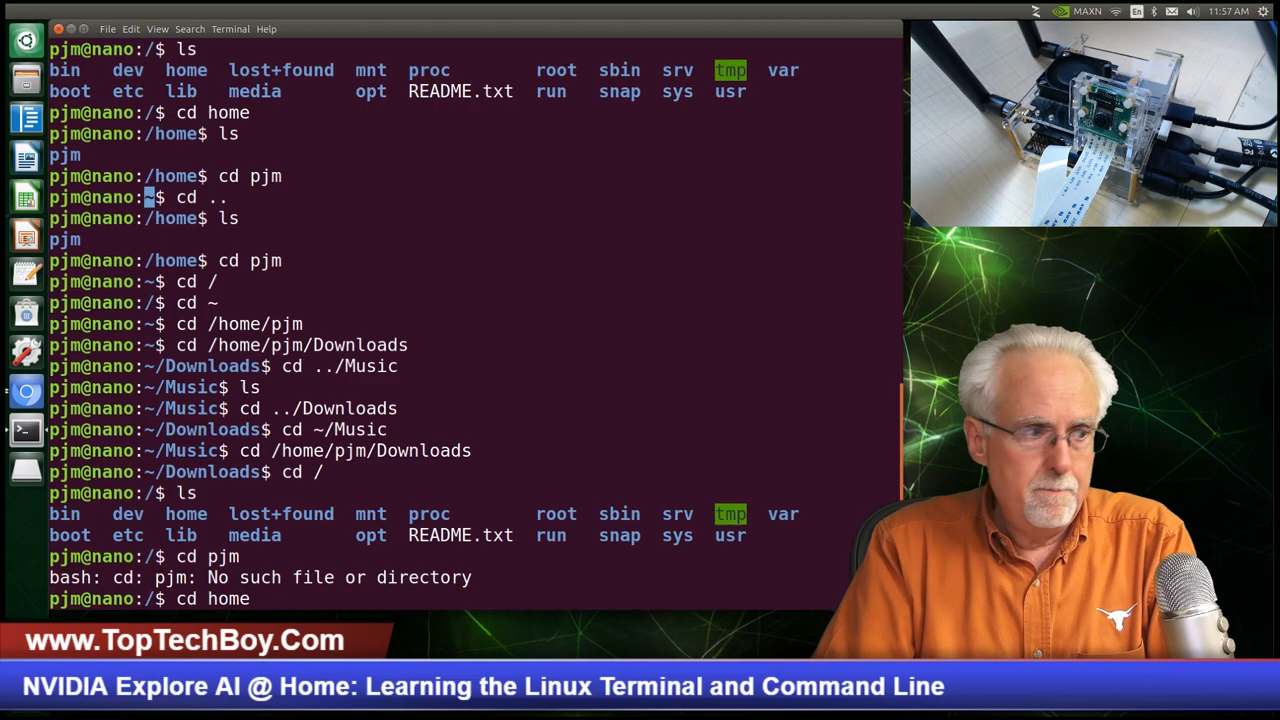 File Edit View Search Terminal Help
MAXN En 11:57 AM
pjm@nano:/$ ls
bin dev home lost+found mnt proc root sbin srv tmp var
boot etc lib media opt README.txt run snap sys usr
pjm@nano:/$ cd home
pjm@nano:/home$ ls
pjm
pjm@nano:/home$ cd pjm
pjm@nano:~$ cd ..
pjm@nano:/home$ ls
pjm
pjm@nano:/home$ cd pjm
pjm@nano:~$ cd /
pjm@nano:/$ cd ~
pjm@nano:~$ cd /home/pjm
pjm@nano:~$ cd /home/pjm/Downloads
pjm@nano:~/Downloads$ cd ../Music
pjm@nano:~/Music$ ls
pjm@nano:~/Music$ cd ../Downloads
pjm@nano:~/Downloads$ cd ~/Music
pjm@nano:~/Music$ cd /home/pjm/Downloads
pjm@nano:~/Downloads$ cd /
pjm@nano:/$ ls
bin dev home lost+found mnt proc root sbin srv tmp var
boot etc lib media opt README.txt run snap sys usr
pjm@nano:/$ cd pjm
bash: cd: pjm: No such file or directory
pjm@nano:/$ cd home
www.TopTechBoy.Com
NVIDIA Explore AI @ Home: Learning the Linux Terminal and Command Line